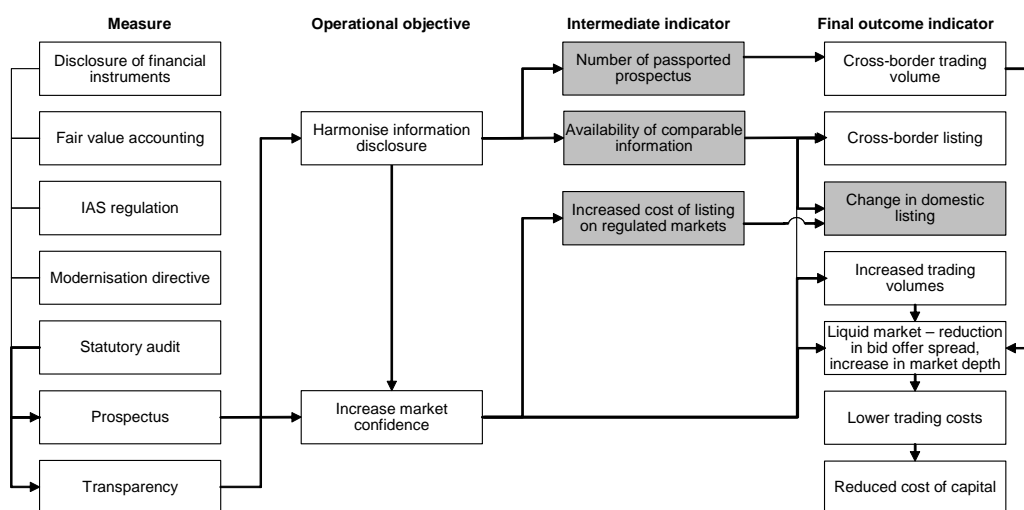 Measure
Operational objective
Intermediate indicator
Final outcome indicator
Disclosure of financial
instruments
Fair value accounting
IAS regulation
Modernisation directive
Statutory audit
Prospectus
Transparency
Harmonise information
disclosure
Increase market
confidence
Number of passported
prospectus
Availability of comparable
information
Increased cost of listing
on regulated markets
Cross-border trading
volume
Cross-border listing
Change in domestic
listing
Increased trading
volumes
Liquid market – reduction
in bid offer spread,
increase in market depth
Lower trading costs
Reduced cost of capital